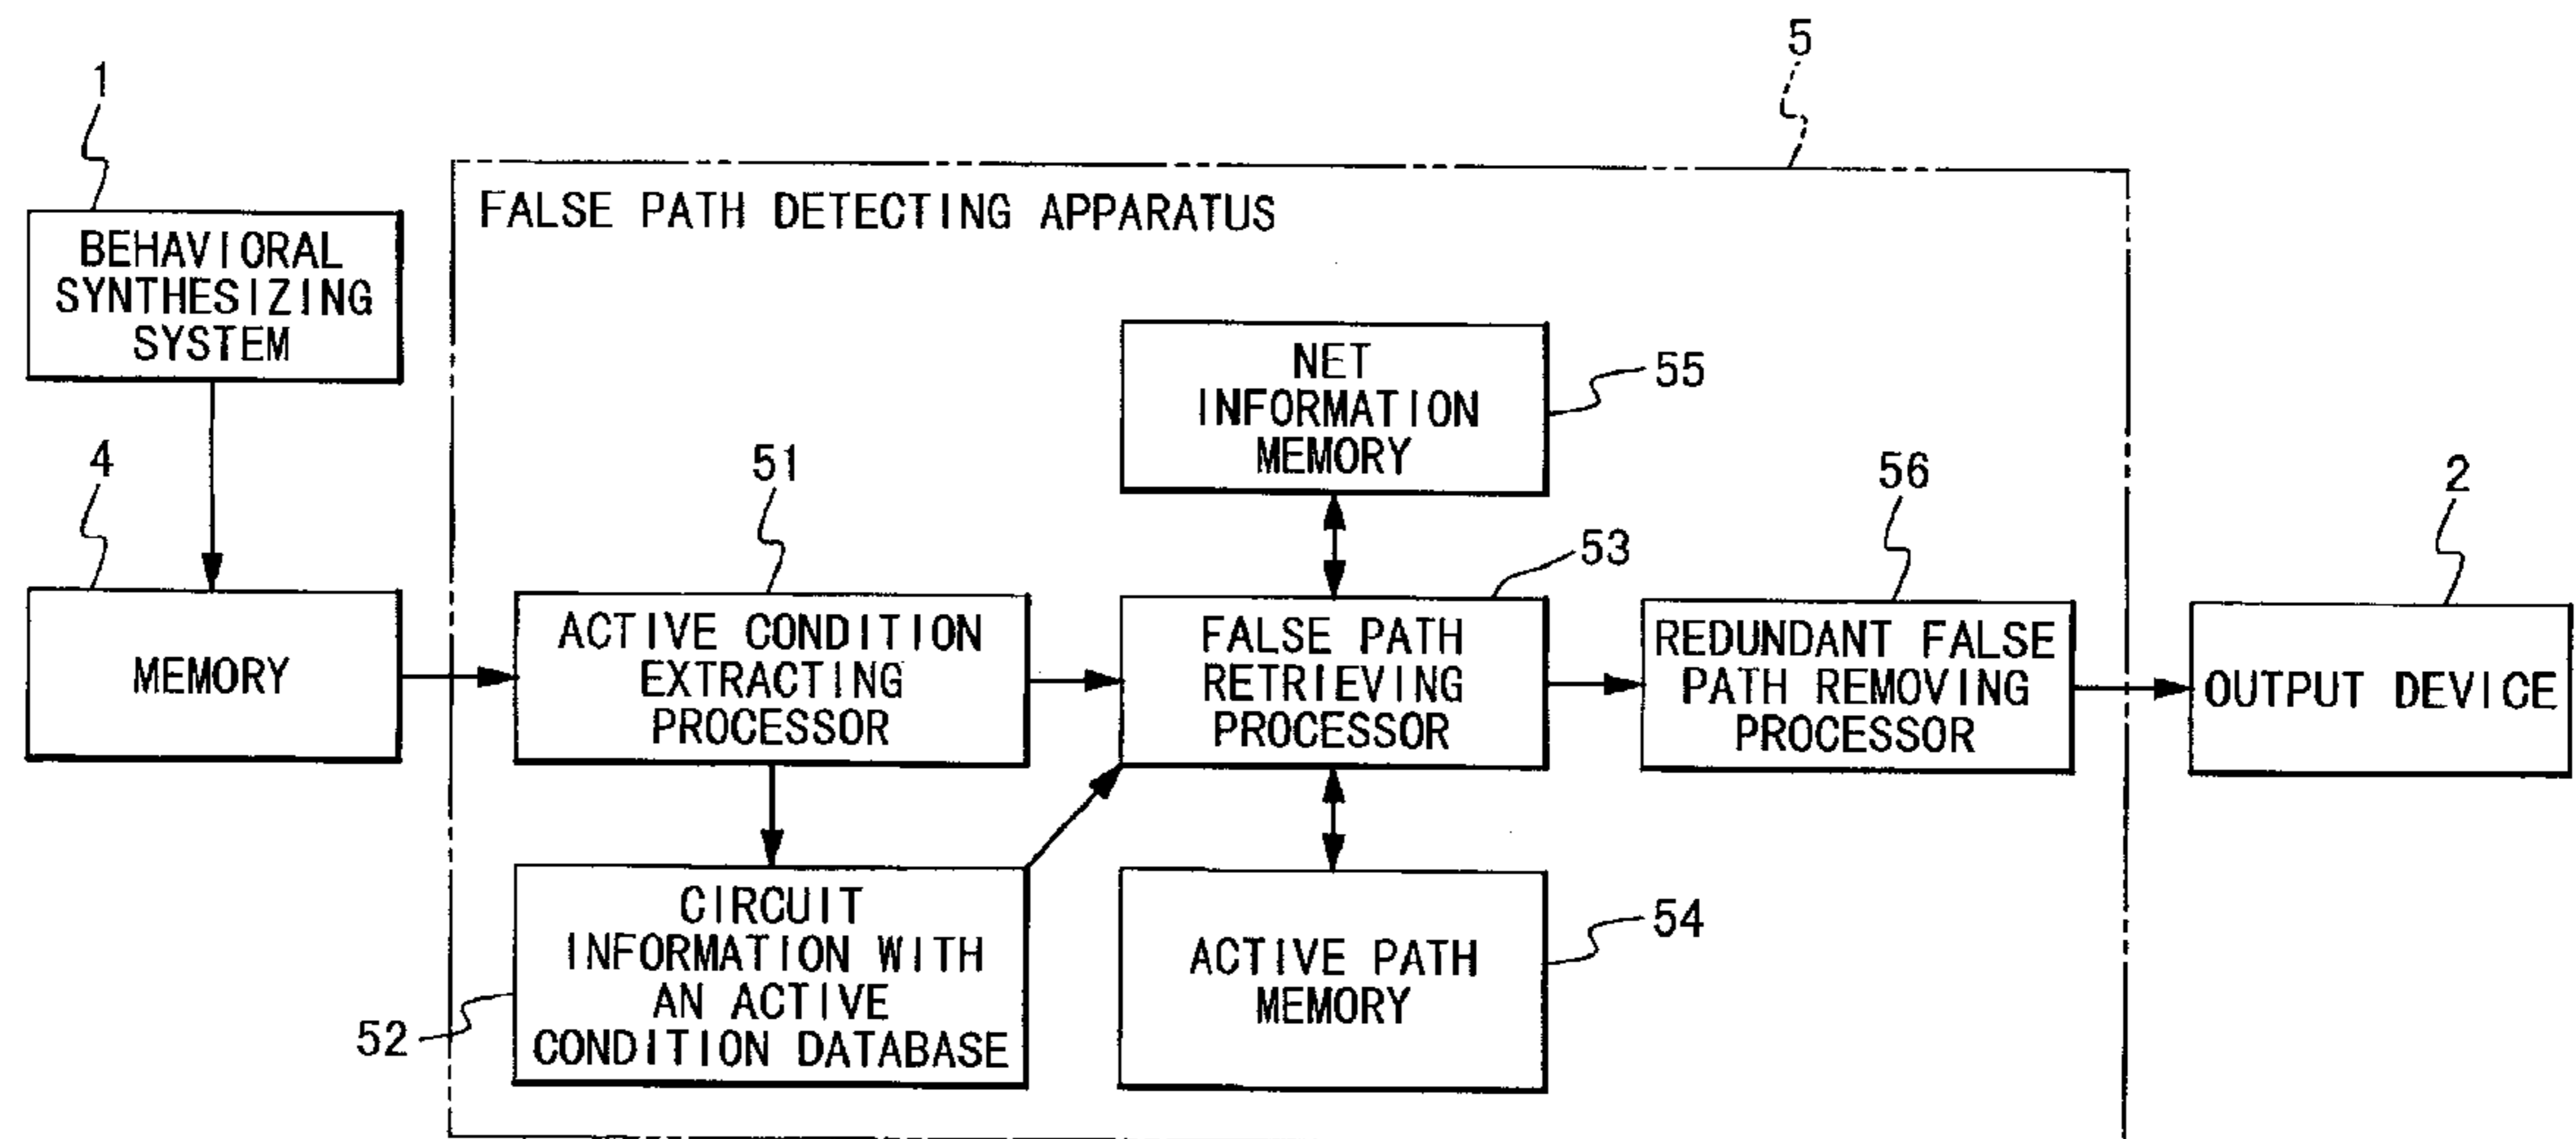 5
1
FALSE PATH DETECTING APPARATUS
BEHAVIORAL
SYNTHESIZING
SYSTEM
NET
INFORMATION
MEMORY
55
4
51
56
2
53
MEMORY
ACTIVE CONDITION
EXTRACTING
PROCESSOR
FALSE PATH
RETRIEVING
PROCESSOR
REDUNDANT FALSE
PATH REMOVING
PROCESSOR
OUTPUT DEVICE
CIRCUIT
INFORMATION WITH
AN ACTIVE
CONDITION DATABASE
52
ACTIVE PATH
MEMORY
54